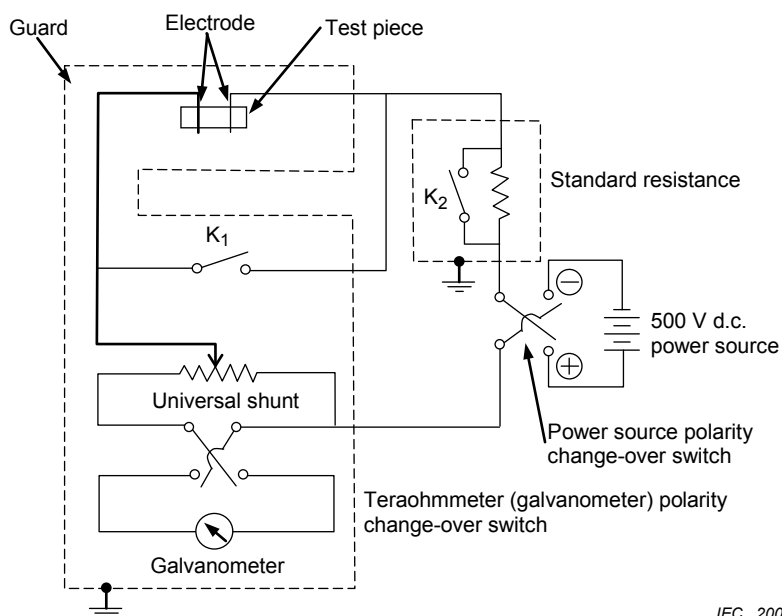 Guard
Electrode
Test piece
Standard resistance
K2
K1
500 V d.c.
power source
Universal shunt
Power source polarity
change-over switch
Teraohmmeter (galvanometer) polarity
change-over switch
Galvanometer